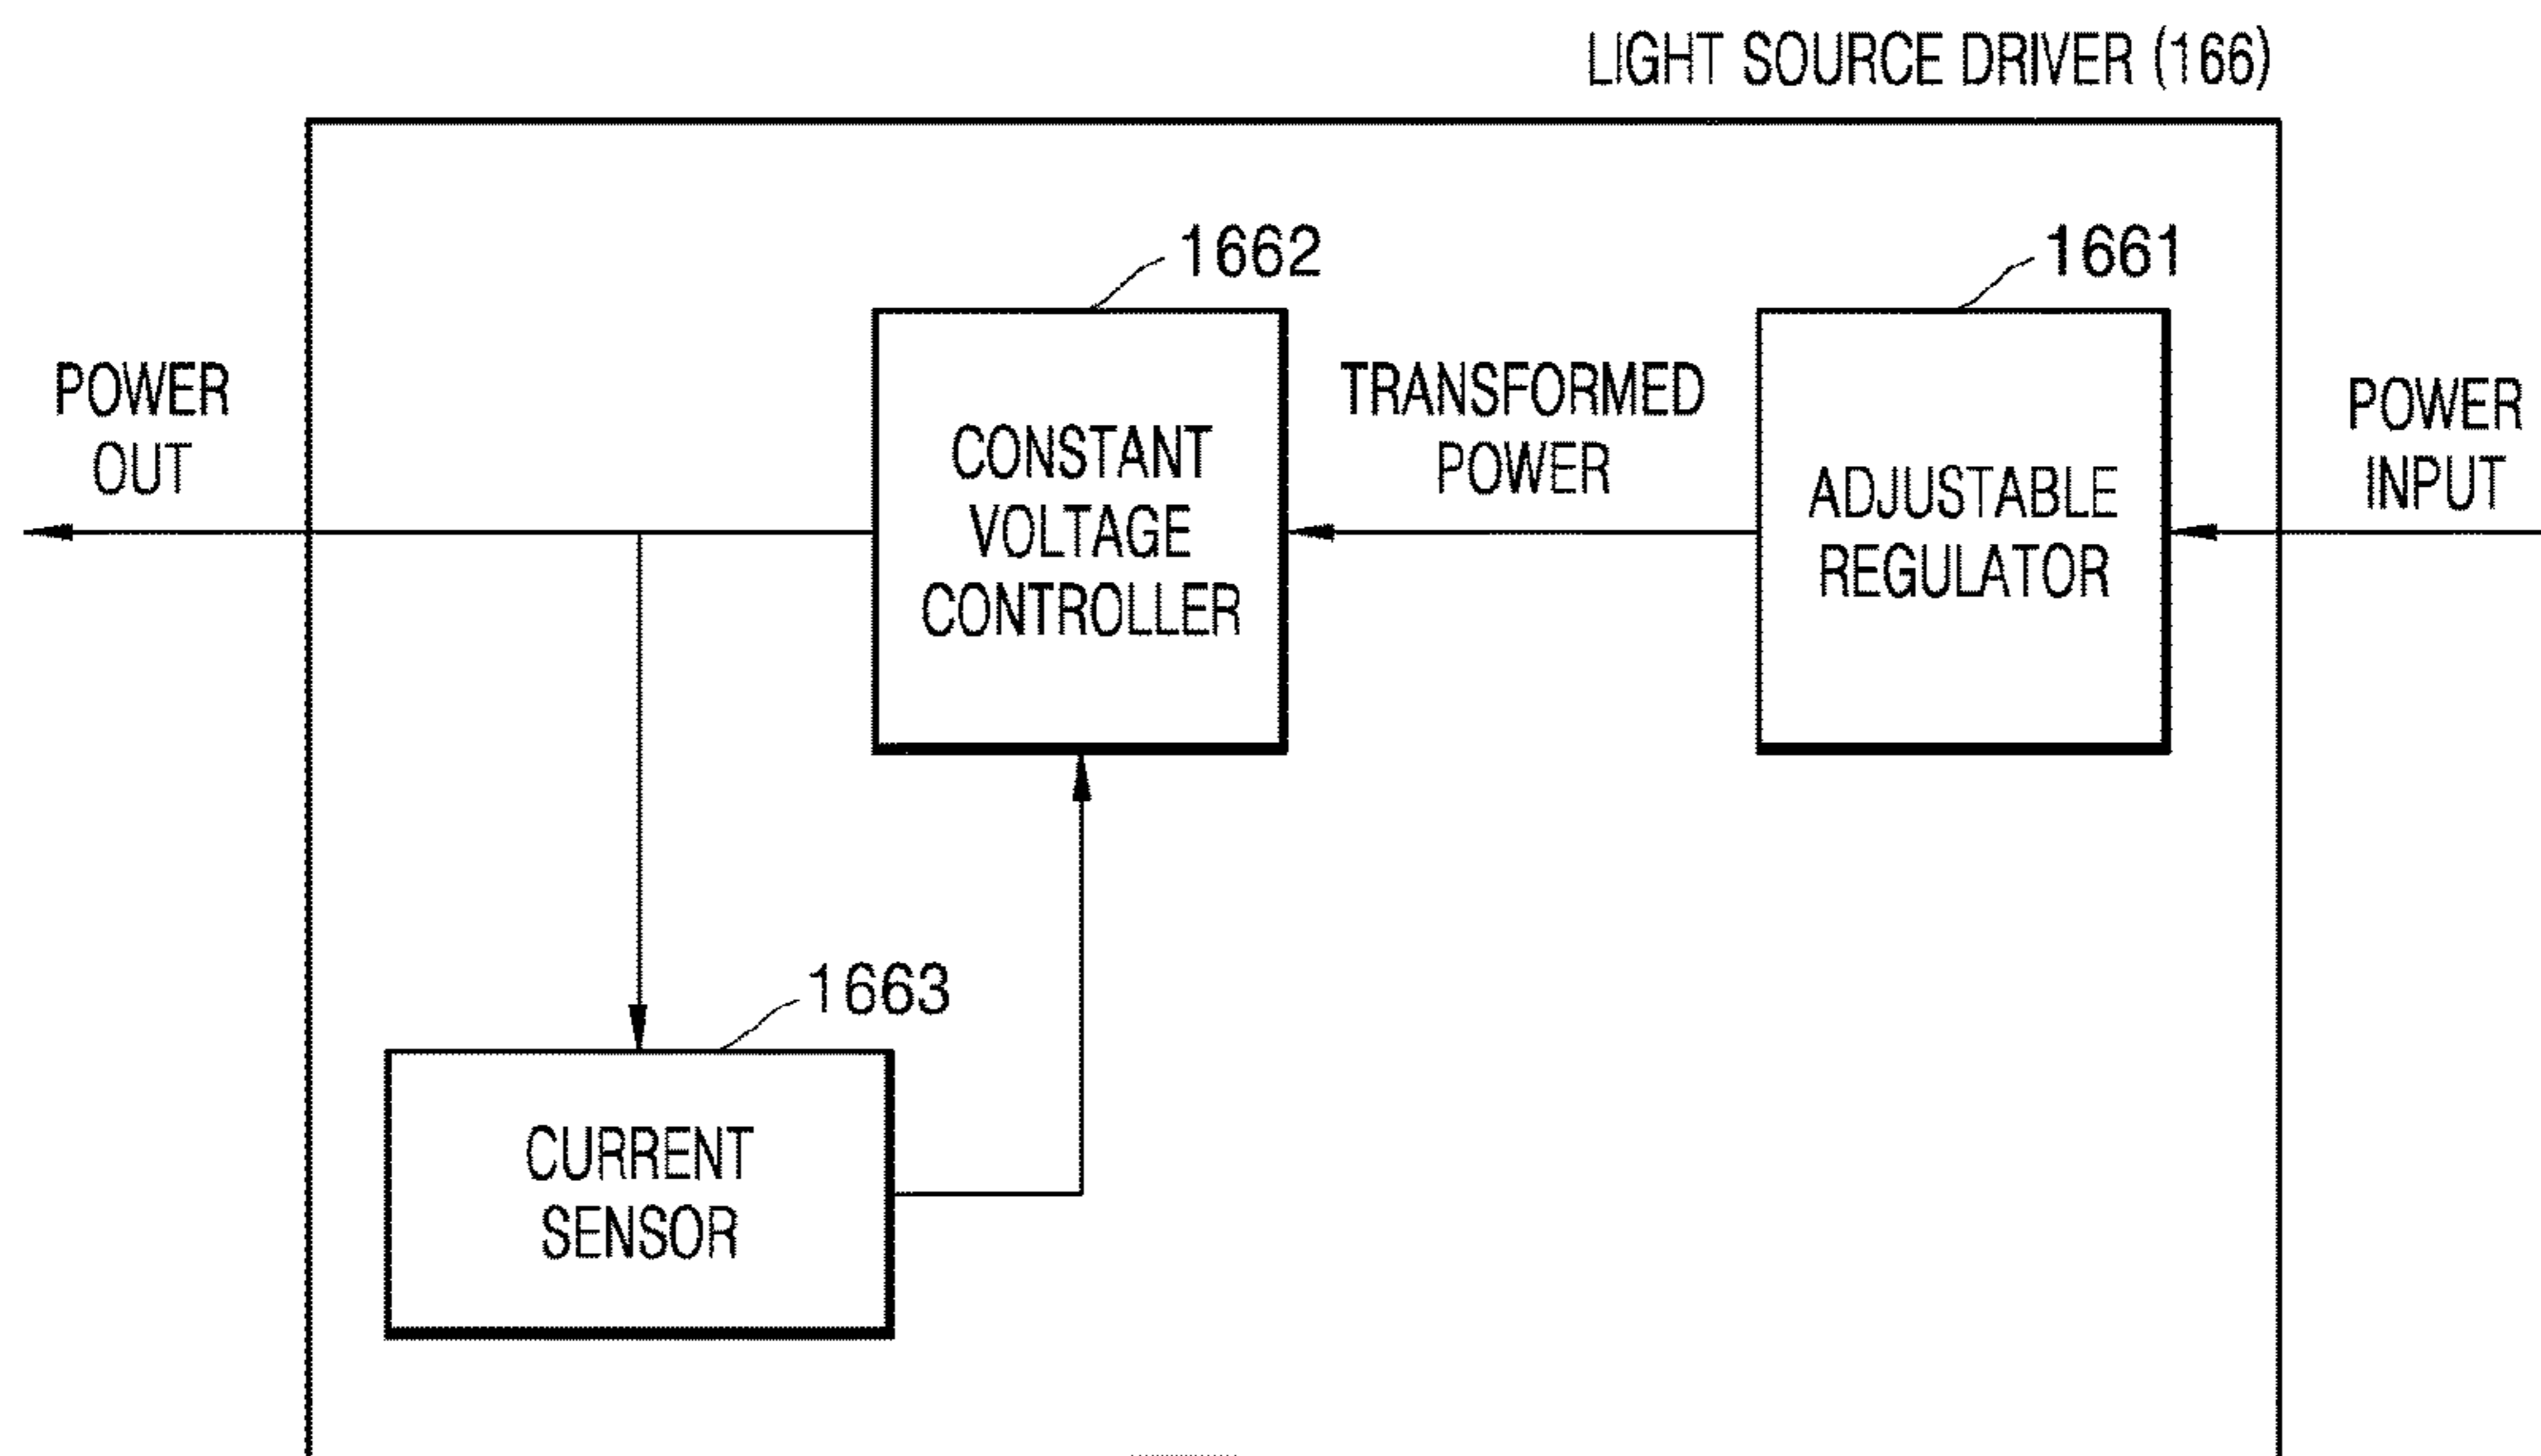 LIGHT SOURCE DRIVER (166)
1662
1661
POWER
OUT
CONSTANT
VOLTAGE
CONTROLLER
TRANSFORMED
POWER
ADJUSTABLE
REGULATOR
POWER
INPUT
1663
CURRENT
SENSOR